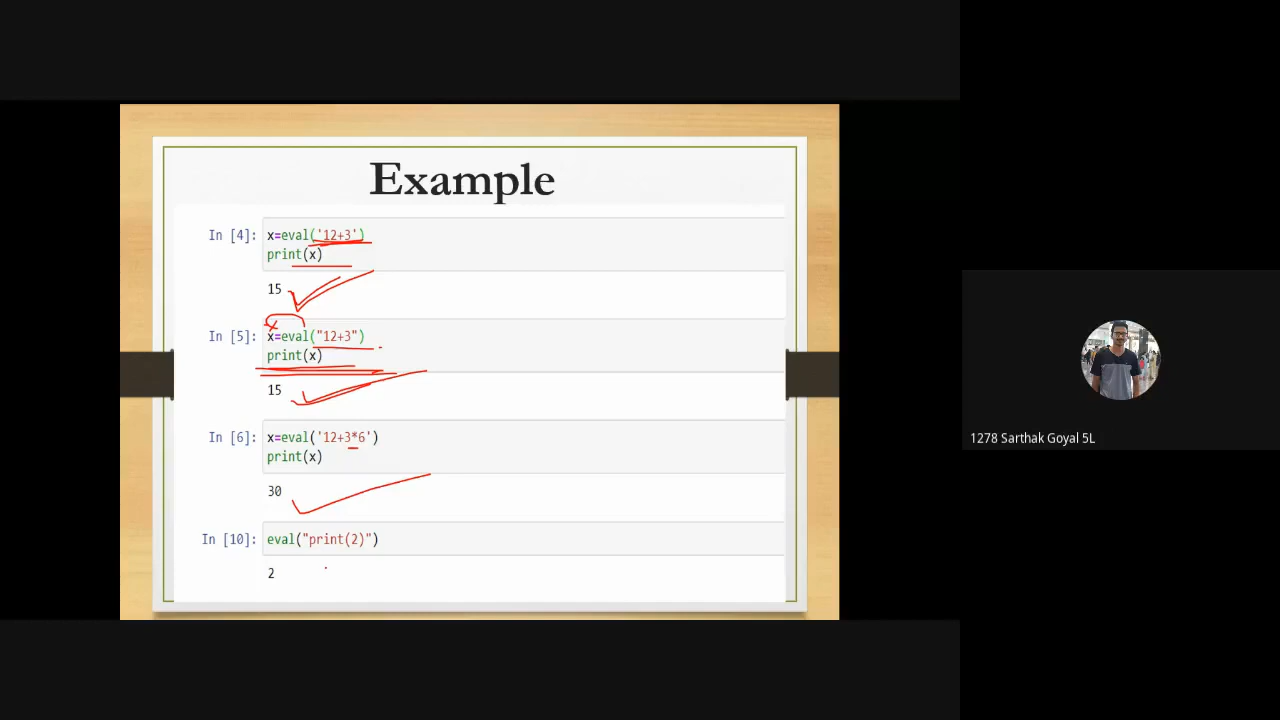 Example
In [4]: x=eval('12+3')
print(x)
15
In [5]: x=eval("12+3")
print(x)
15
In [6]: x=eval('12+3*6')
print(x)
30
In [10]: eval("print(2)")
2
1278 Sarthak Goyal 5L